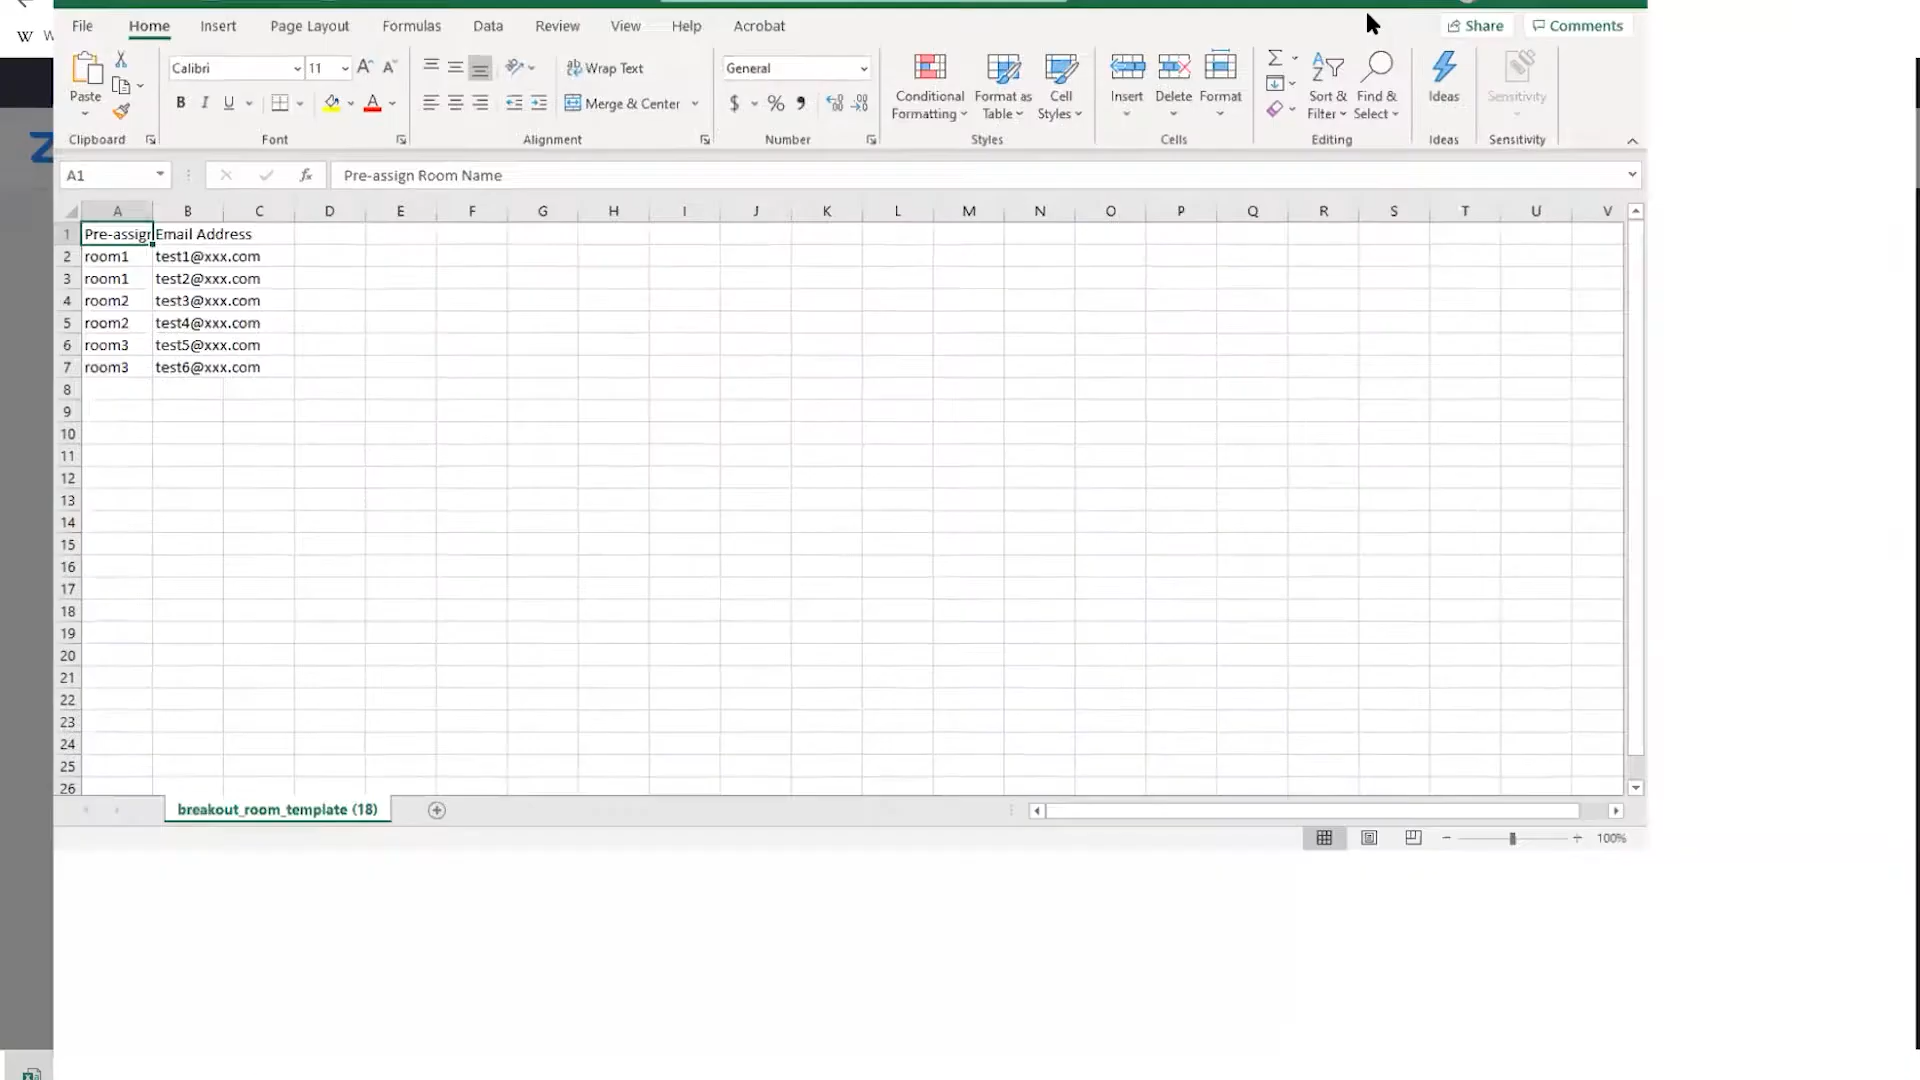 W W
File Home Insert Page Layout Formulas Data Review View Help Acrobat Share Comments
Calibri 11 Wrap Text General
Paste B I U Merge & Center $ % Conditional Formatting Format as Table Cell Styles Insert Delete Format Sort & Filter Find & Select Ideas Sensitivity
Clipboard Font Alignment Number Styles Cells Editing Ideas Sensitivity
A1 fx Pre-assign Room Name
A B C D E F G H I J K L M N O P Q R S T U V
1 Pre-assign Email Address
2 room1 test1@xxx.com
3 room1 test2@xxx.com
4 room2 test3@xxx.com
5 room2 test4@xxx.com
6 room3 test5@xxx.com
7 room3 test6@xxx.com
8
9
10
11
12
13
14
15
16
17
18
19
20
21
22
23
24
25
26
breakout_room_template (18)
100%